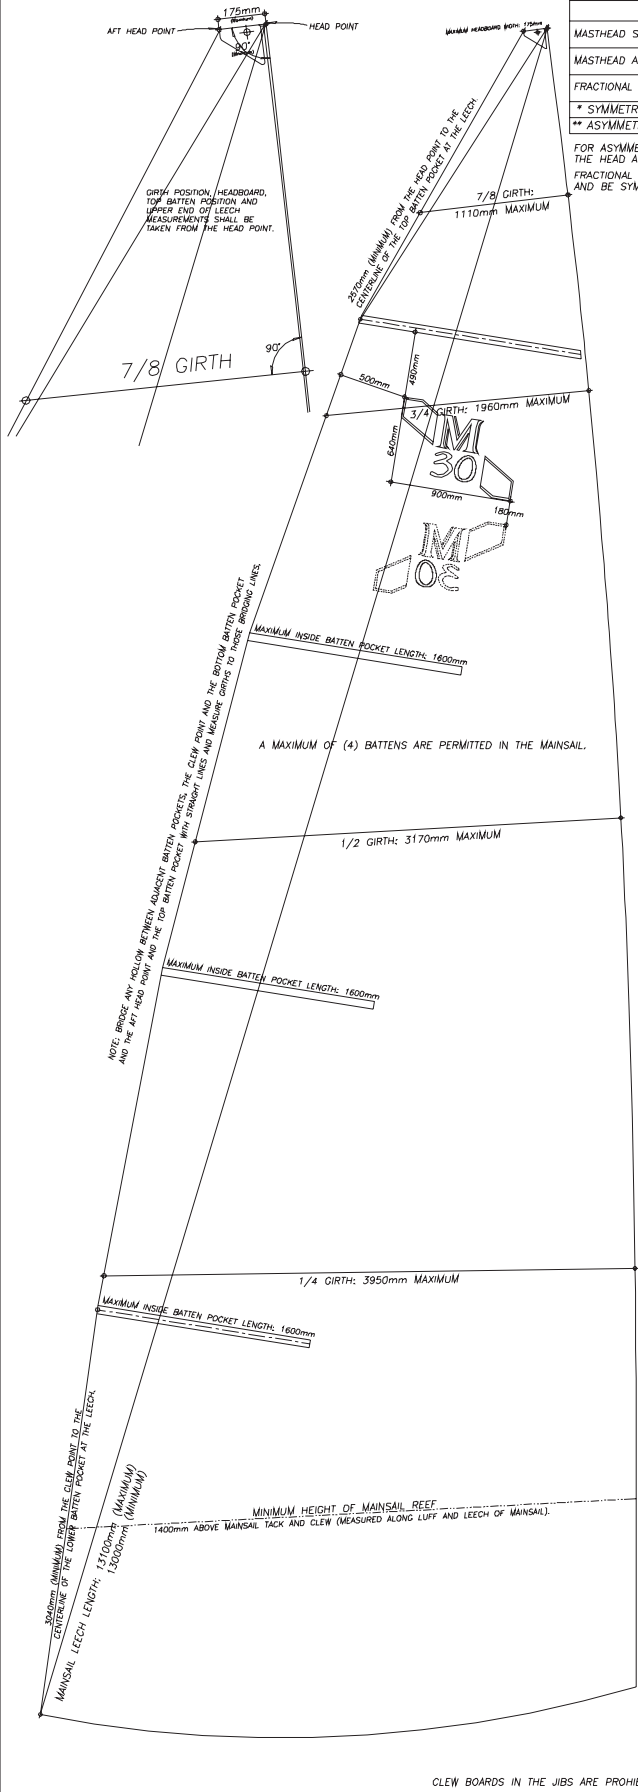 175mm
(Maximum)
AFT HEAD POINT
HEAD POINT
90°
GIRTH POSITION, HEADBOARD,
TOP BATTEN POSITION AND
UPPER END OF LEECH
MEASUREMENTS SHALL BE
TAKEN FROM THE HEAD POINT.
7/8 GIRTH
90°
MAXIMUM HEADBOARD WIDTH: 175mm
MASTHEAD S
MASTHEAD A
FRACTIONAL
* SYMMETR
** ASYMMET
FOR ASYMME
THE HEAD A
FRACTIONAL
AND BE SYM
2570mm (MINIMUM) FROM THE HEAD POINT TO THE
CENTERLINE OF THE TOP BATTEN POCKET AT THE LEECH.
7/8 GIRTH:
1110mm MAXIMUM
490mm
500mm
3/4 GIRTH: 1960mm MAXIMUM
640mm
M
30
900mm
180mm
M
30
MAXIMUM INSIDE BATTEN POCKET LENGTH: 1600mm
NOTE: BRIDGE ANY HOLLOW BETWEEN ADJACENT BATTEN POCKETS, THE CLEW POINT AND THE BOTTOM BATTEN POCKET
AND THE AFT HEAD POINT AND THE TOP BATTEN POCKET WITH STRAIGHT LINES AND MEASURE GIRTHS TO THOSE BRIDGING LINES.
A MAXIMUM OF (4) BATTENS ARE PERMITTED IN THE MAINSAIL.
1/2 GIRTH: 3170mm MAXIMUM
MAXIMUM INSIDE BATTEN POCKET LENGTH: 1600mm
1/4 GIRTH: 3950mm MAXIMUM
MAXIMUM INSIDE BATTEN POCKET LENGTH: 1600mm
3040mm (MINIMUM) FROM THE CLEW POINT TO THE
CENTERLINE OF THE LOWER BATTEN POCKET AT THE LEECH.
MAINSAIL LEECH LENGTH: 13100mm (MAXIMUM)
13000mm (MINIMUM)
MINIMUM HEIGHT OF MAINSAIL REEF
1400mm ABOVE MAINSAIL TACK AND CLEW (MEASURED ALONG LUFF AND LEECH OF MAINSAIL).
CLEW BOARDS IN THE JIBS ARE PROHI